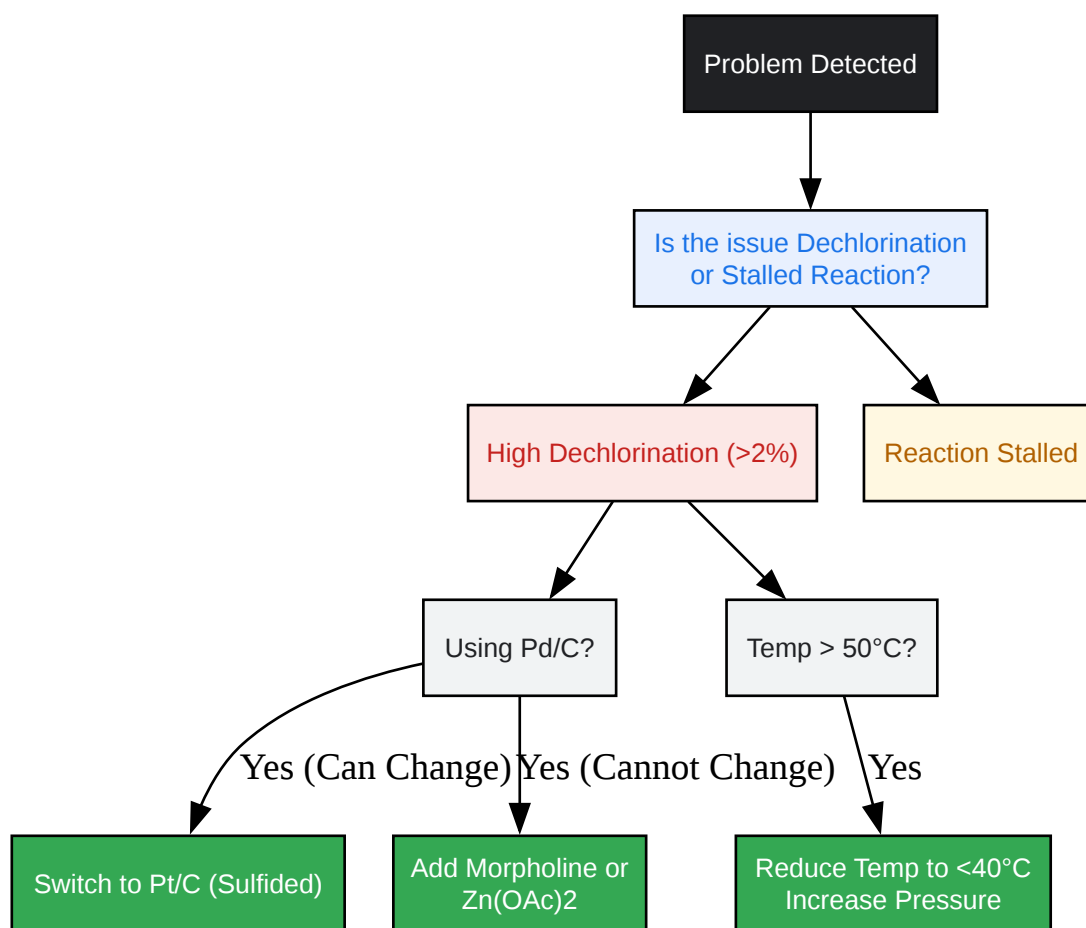 Problem Detected
Is the issue Dechlorination
or Stalled Reaction?
High Dechlorination (>2%)
Reaction Stalled
Using Pd/C?
Temp > 50°C?
Yes (Can Change)
Yes (Cannot Change)
Yes
Switch to Pt/C (Sulfided)
Add Morpholine or
Zn(OAc)2
Reduce Temp to <40°C
Increase Pressure